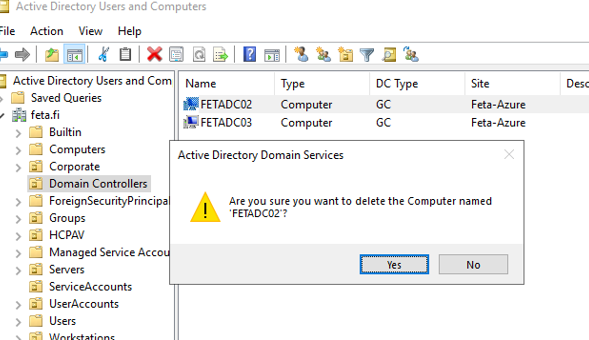 Active Directory Users and Computers
File Action View Help
Active Directory Users and Com
Saved Queries
feta.fi
Builtin
Computers
Corporate
Domain Controllers
ForeignSecurityPrincipal
Groups
HCPAV
Managed Service Accou
Servers
ServiceAccounts
UserAccounts
Users
Workstations
Name Type DC Type Site Desc
FETADC02 Computer GC Feta-Azure
FETADC03 Computer GC Feta-Azure
Active Directory Domain Services
Are you sure you want to delete the Computer named
'FETADC02'?
Yes No